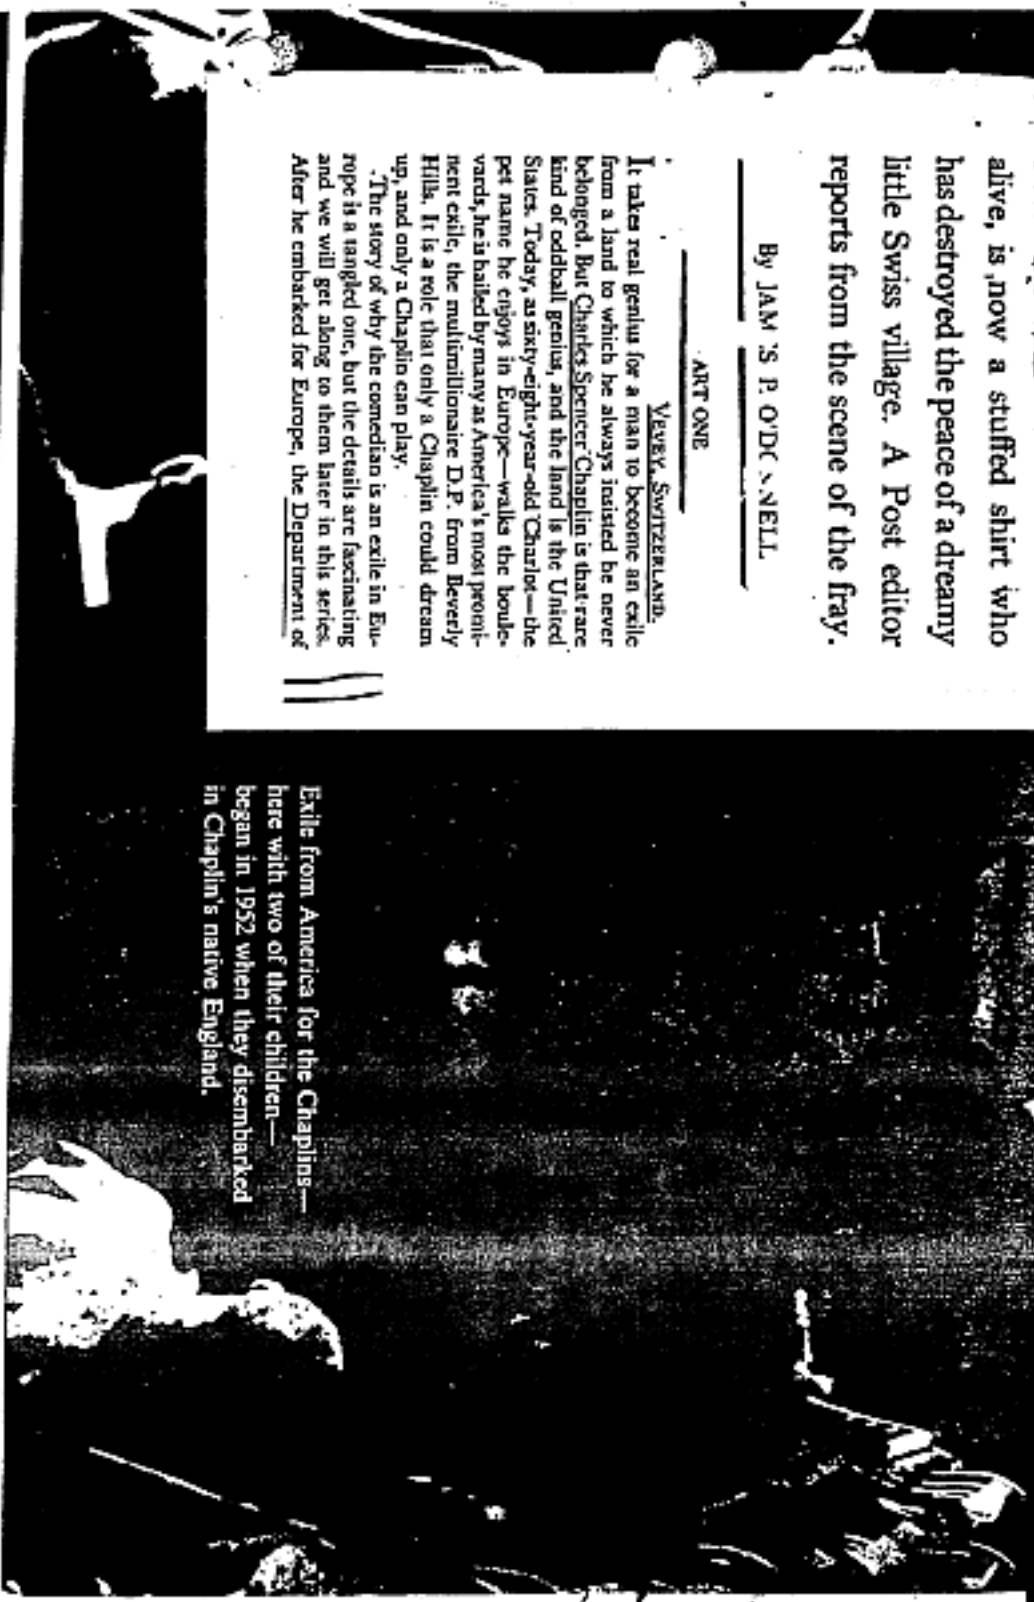 alive, is now a stuffed shirt who
has destroyed the peace of a dreamy
little Swiss village. A Post editor
reports from the scene of the fray.
By JAM'S P. O'DO NNELL
ART ONE
VEVEY, SWITZERLAND.
It takes real genius for a man to become an exile
from a land to which he always insisted he never
belonged. But Charles Spencer Chaplin is that rare
kind of oddball genius, and the land is the United
States. Today, as sixty-eight-year-old Charlot—the
pet name he enjoys in Europe—walks the boule-
vards, he is hailed by many as America's most promi-
nent exile, the multimillionaire D.P. from Beverly
Hills. It is a role that only a Chaplin could dream
up, and only a Chaplin can play.
The story of why the comedian is an exile in Eu-
rope is a tangled one, but the details are fascinating
and we will get along to them later in this series.
After he embarked for Europe, the Department of
Exile from America for the Chaplins—
here with two of their children—
began in 1952 when they disembarked
in Chaplin's native England.